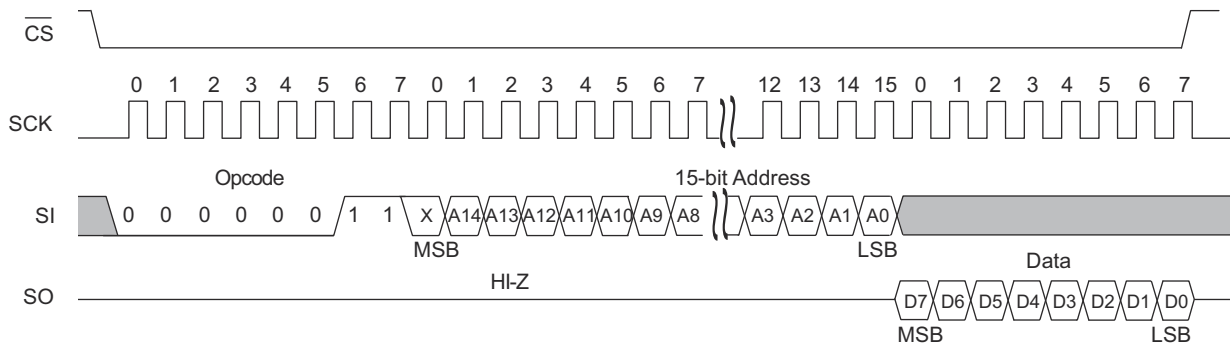 CS
0 1 2 3 4 5 6 7 0 1 2 3 4 5 6 7 12 13 14 15 0 1 2 3 4 5 6 7
SCK
Opcode 15-bit Address
SI 0 0 0 0 0 0 1 1 X A14 A13 A12 A11 A10 A9 A8 A3 A2 A1 A0
MSB LSB
HI-Z Data
SO D7 D6 D5 D4 D3 D2 D1 D0
MSB LSB